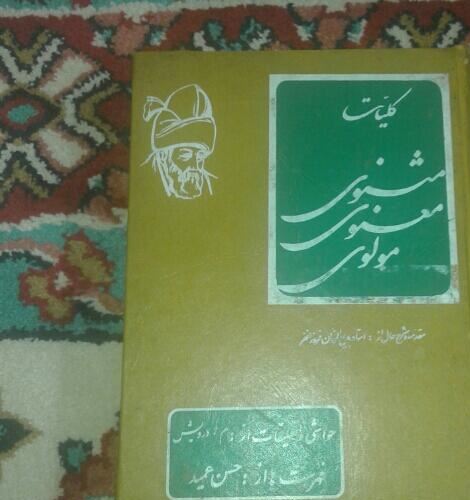 کلیات
مثنوی
معنوی
مولوی
مقدمه و شرح حال از : استاد بدیع الزمان فروزانفر
حواشی و تعلیقات از : م . درویش
فهرست ها از : حسن عمید